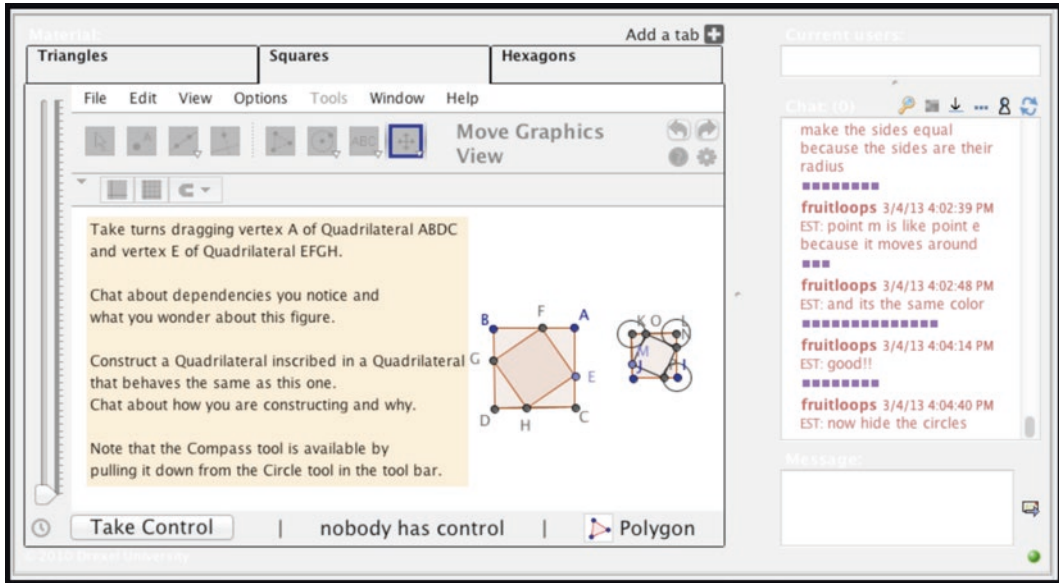 Material:
Add a tab
Triangles
Squares
Hexagons
File Edit View Options Tools Window Help
ABC
Move Graphics
View
Take turns dragging vertex A of Quadrilateral ABDC
and vertex E of Quadrilateral EFGH.
Chat about dependencies you notice and
what you wonder about this figure.
Construct a Quadrilateral inscribed in a Quadrilateral
that behaves the same as this one.
Chat about how you are constructing and why.
Note that the Compass tool is available by
pulling it down from the Circle tool in the tool bar.
B F A
G
E
D H C
K O L
N
M
J P I
Take Control | nobody has control | Polygon
© 2010 Drexel University
Current users:
Chat: (0)
make the sides equal
because the sides are their
radius
fruitloops 3/4/13 4:02:39 PM
EST: point m is like point e
because it moves around
fruitloops 3/4/13 4:02:48 PM
EST: and its the same color
fruitloops 3/4/13 4:04:14 PM
EST: good!!
fruitloops 3/4/13 4:04:40 PM
EST: now hide the circles
Message: